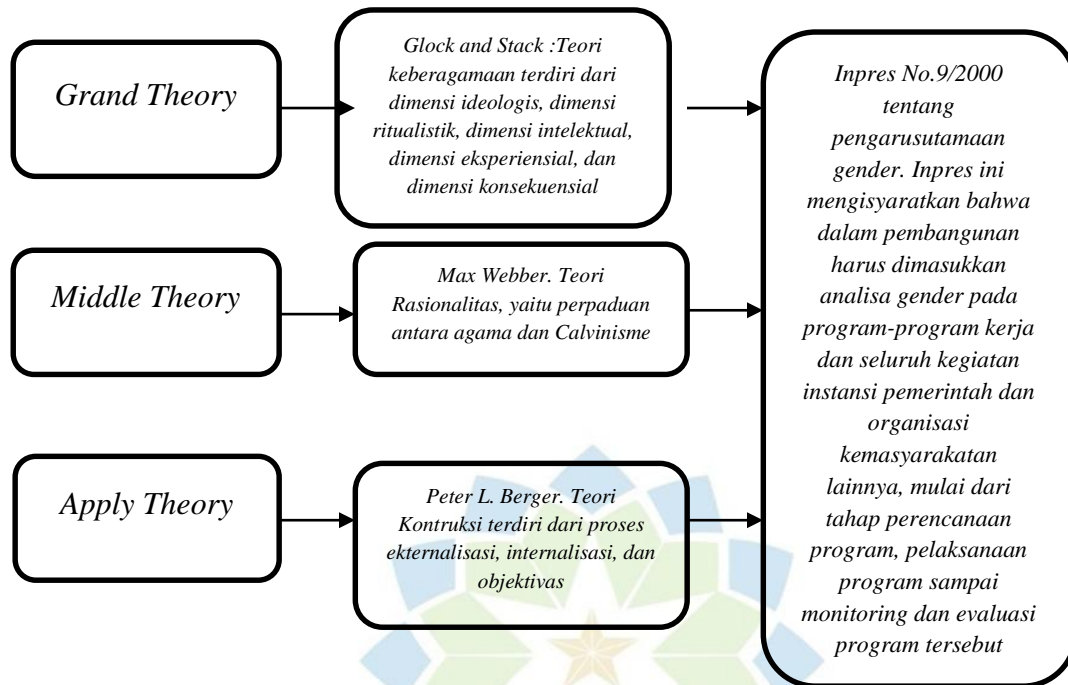 Grand Theory
Glock and Stack :Teori
keberagamaan terdiri dari
dimensi ideologis, dimensi
ritualistik, dimensi intelektual,
dimensi eksperiensial, dan
dimensi konsekuensial
Middle Theory
Max Webber. Teori
Rasionalitas, yaitu perpaduan
antara agama dan Calvinisme
Apply Theory
Peter L. Berger. Teori
Kontruksi terdiri dari proses
ekternalisasi, internalisasi, dan
objektivas
Inpres No.9/2000
tentang
pengarusutamaan
gender. Inpres ini
mengisyaratkan bahwa
dalam pembangunan
harus dimasukkan
analisa gender pada
program-program kerja
dan seluruh kegiatan
instansi pemerintah dan
organisasi
kemasyarakatan
lainnya, mulai dari
tahap perencanaan
program, pelaksanaan
program sampai
monitoring dan evaluasi
program tersebut